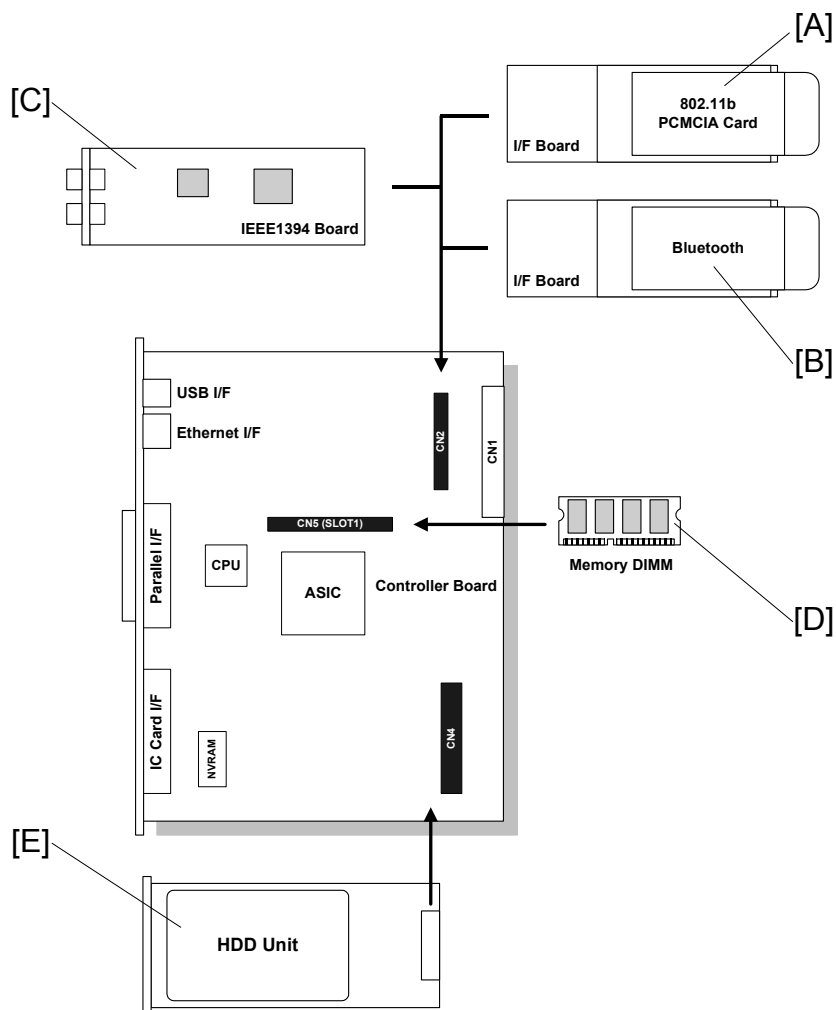 [A]
802.11b
PCMCIA Card
I/F Board
[C]
IEEE1394 Board
Bluetooth
I/F Board
[B]
USB I/F
Ethernet I/F
CN2
CN1
CN5 (SLOT1)
Parallel I/F
CPU
ASIC
Controller Board
Memory DIMM
[D]
IC Card I/F
NVRAM
CN4
[E]
HDD Unit